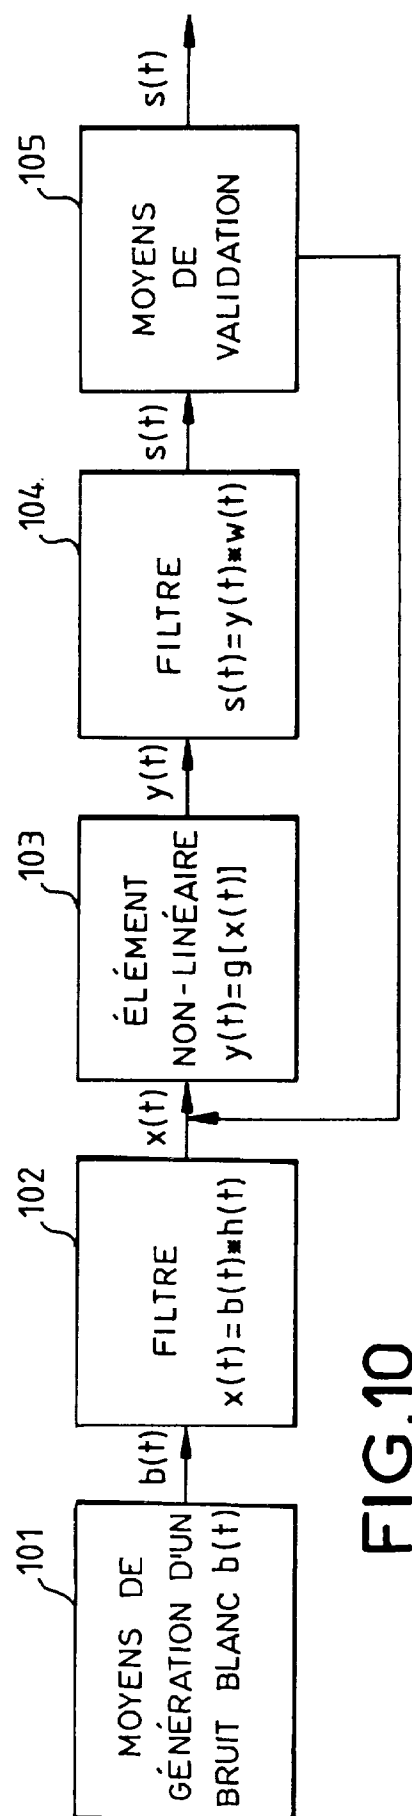 101
MOYENS DE
GÉNÉRATION D'UN
BRUIT BLANC b(t)
b(t)
102
FILTRE
x(t)=b(t)*h(t)
x(t)
103
ÉLÉMENT
NON-LINÉAIRE
y(t)=g[x(t)]
y(t)
104
FILTRE
s(t)=y(t)*w(t)
s(t)
105
MOYENS
DE
VALIDATION
s(t)
FIG.10